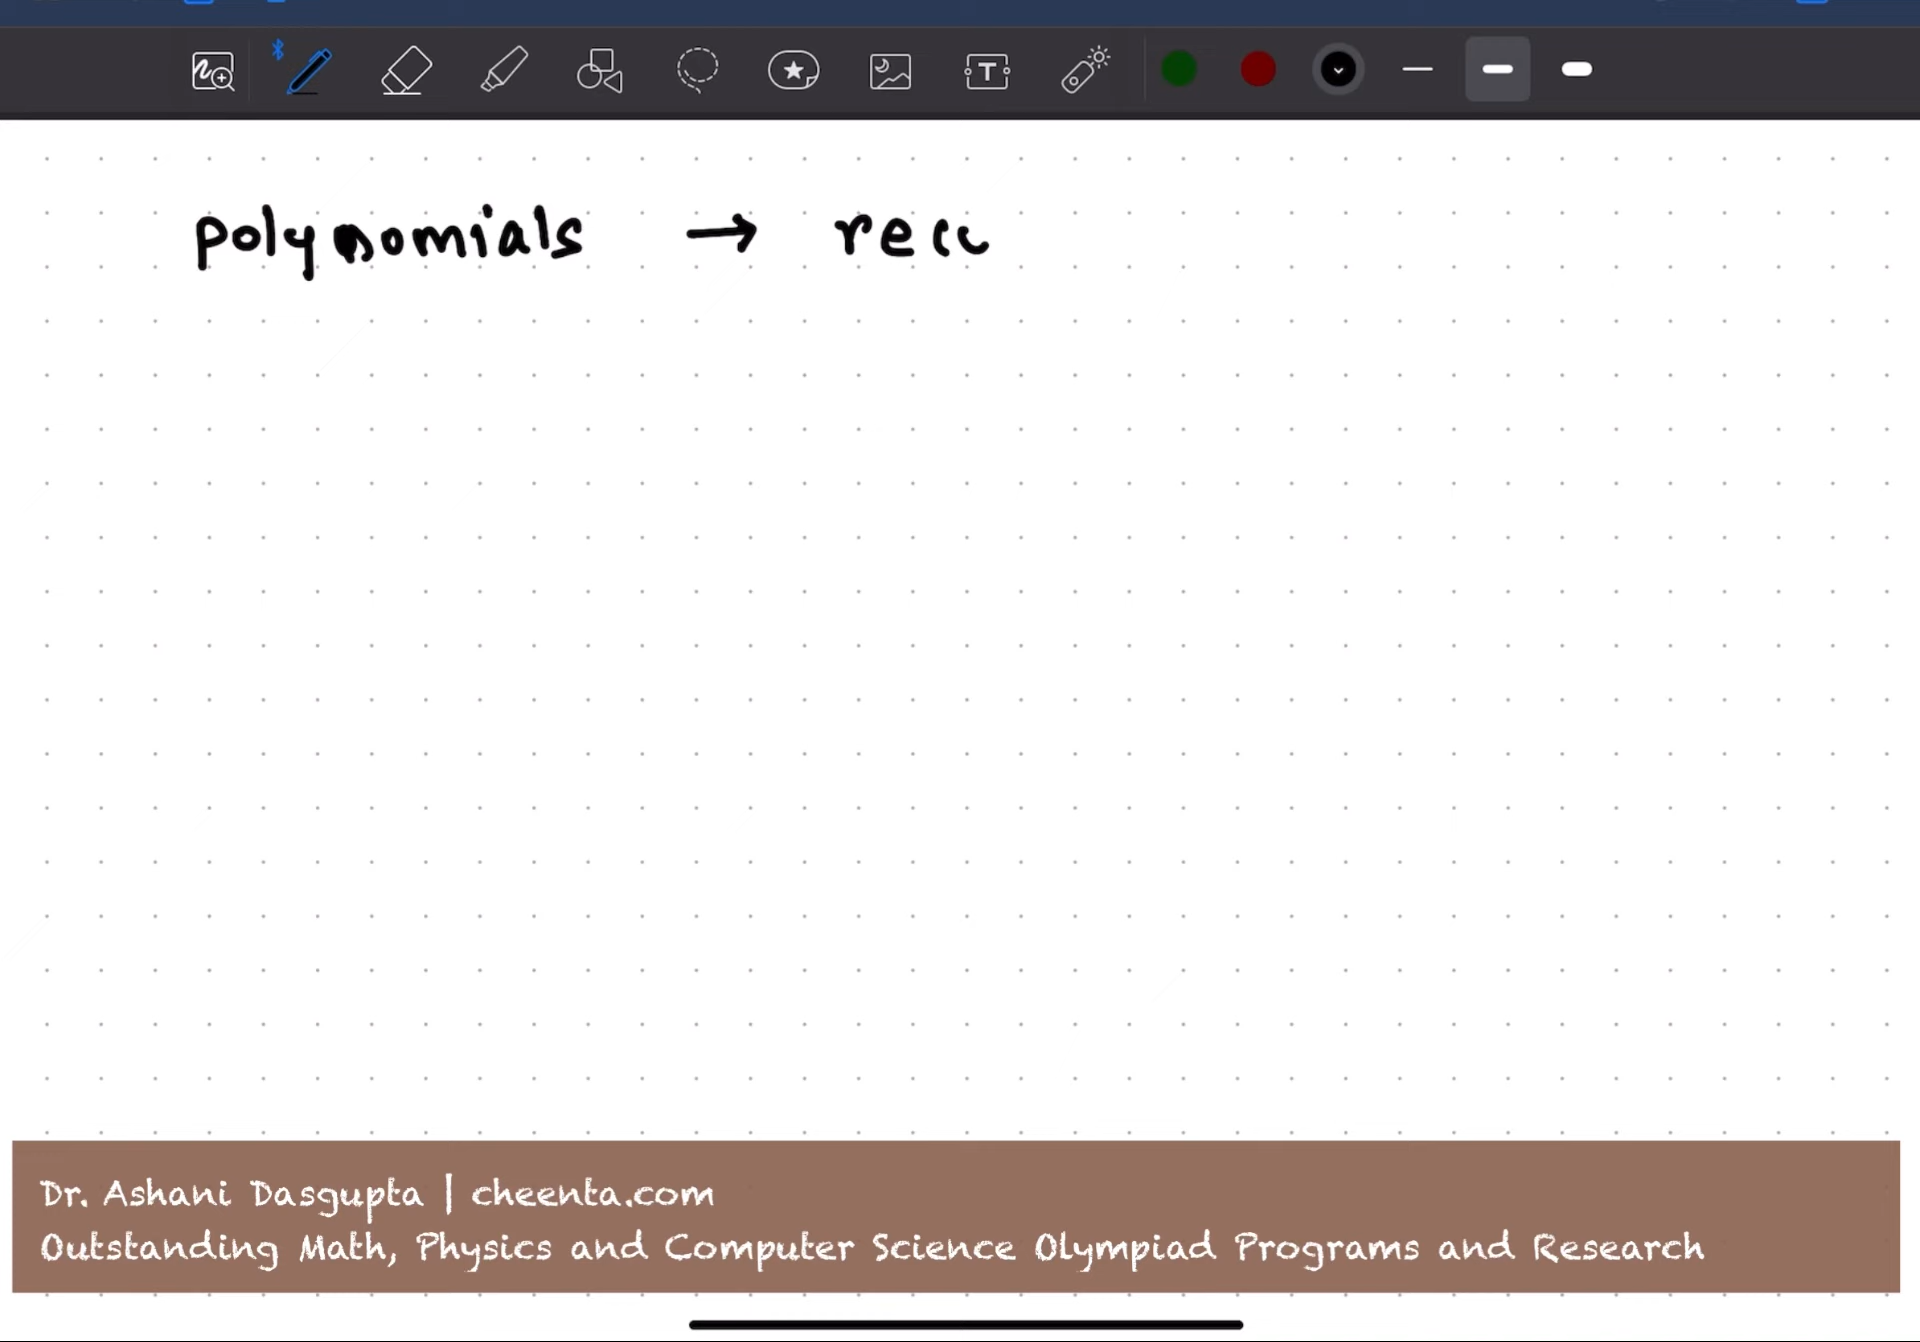 polynomials → recu
Dr. Ashani Dasgupta | cheenta.com
Outstanding Math, Physics and Computer Science Olympiad Programs and Research